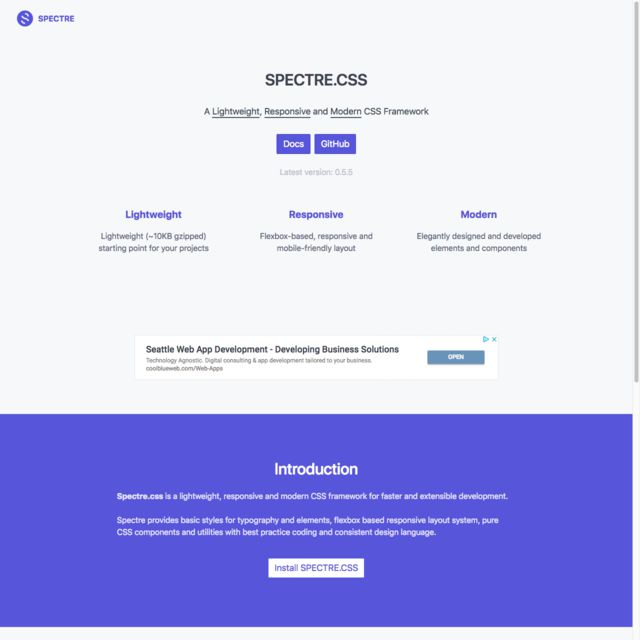 SPECTRE
SPECTRE.CSS
A Lightweight, Responsive and Modern CSS Framework
Docs GitHub
Latest version: 0.5.5
Lightweight
Lightweight (~10KB gzipped)
starting point for your projects
Responsive
Flexbox-based, responsive and
mobile-friendly layout
Modern
Elegantly designed and developed
elements and components
Seattle Web App Development - Developing Business Solutions
Technology Agnostic. Digital consulting & app development tailored to your business.
coolblueweb.com/Web-Apps
OPEN
Introduction
Spectre.css is a lightweight, responsive and modern CSS framework for faster and extensible development.
Spectre provides basic styles for typography and elements, flexbox based responsive layout system, pure
CSS components and utilities with best practice coding and consistent design language.
Install SPECTRE.CSS